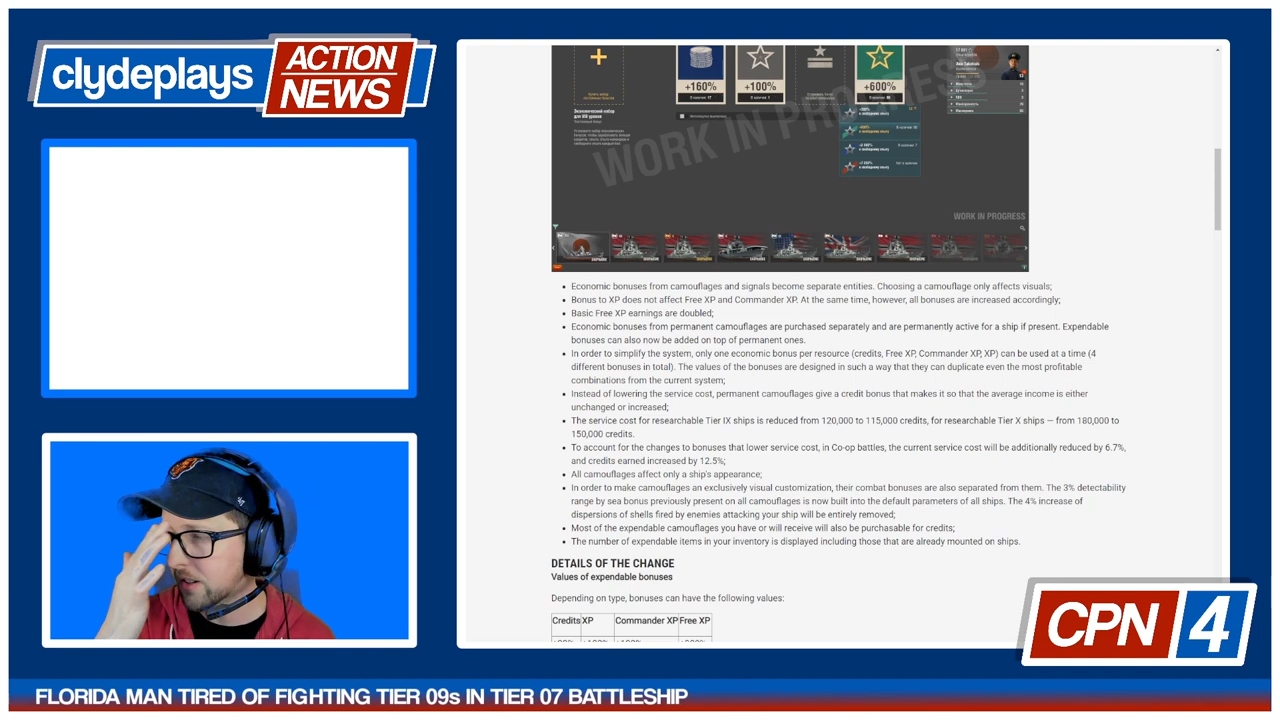 clydeplays
ACTION
NEWS
+160%
+100%
+600%
WORK IN PROGRESS
WORK IN PROGRESS
Economic bonuses from camouflages and signals become separate entities. Choosing a camouflage only affects visuals;
Bonus to XP does not affect Free XP and Commander XP. At the same time, however, all bonuses are increased accordingly;
Basic Free XP earnings are doubled;
Economic bonuses from permanent camouflages are purchased separately and are permanently active for a ship if present. Expendable
bonuses can also now be added on top of permanent ones.
In order to simplify the system, only one economic bonus per resource (credits, Free XP, Commander XP, XP) can be used at a time (4
different bonuses in total). The values of the bonuses are designed in such a way that they can duplicate even the most profitable
combinations from the current system;
Instead of lowering the service cost, permanent camouflages give a credit bonus that makes it so that the average income is either
unchanged or increased;
The service cost for researchable Tier IX ships is reduced from 120,000 to 115,000 credits, for researchable Tier X ships — from 180,000 to
150,000 credits.
To account for the changes to bonuses that lower service cost, in Co-op battles, the current service cost will be additionally reduced by 6.7%,
and credits earned increased by 12.5%;
All camouflages affect only a ship's appearance;
In order to make camouflages an exclusively visual customization, their combat bonuses are also separated from them. The 3% detectability
range by sea bonus previously present on all camouflages is now built into the default parameters of all ships. The 4% increase of
dispersions of shells fired by enemies attacking your ship will be entirely removed;
Most of the expendable camouflages you have or will receive will also be purchasable for credits;
The number of expendable items in your inventory is displayed including those that are already mounted on ships.
DETAILS OF THE CHANGE
Values of expendable bonuses
Depending on type, bonuses can have the following values:
Credits XP Commander XP Free XP
CPN 4
FLORIDA MAN TIRED OF FIGHTING TIER 09s IN TIER 07 BATTLESHIP